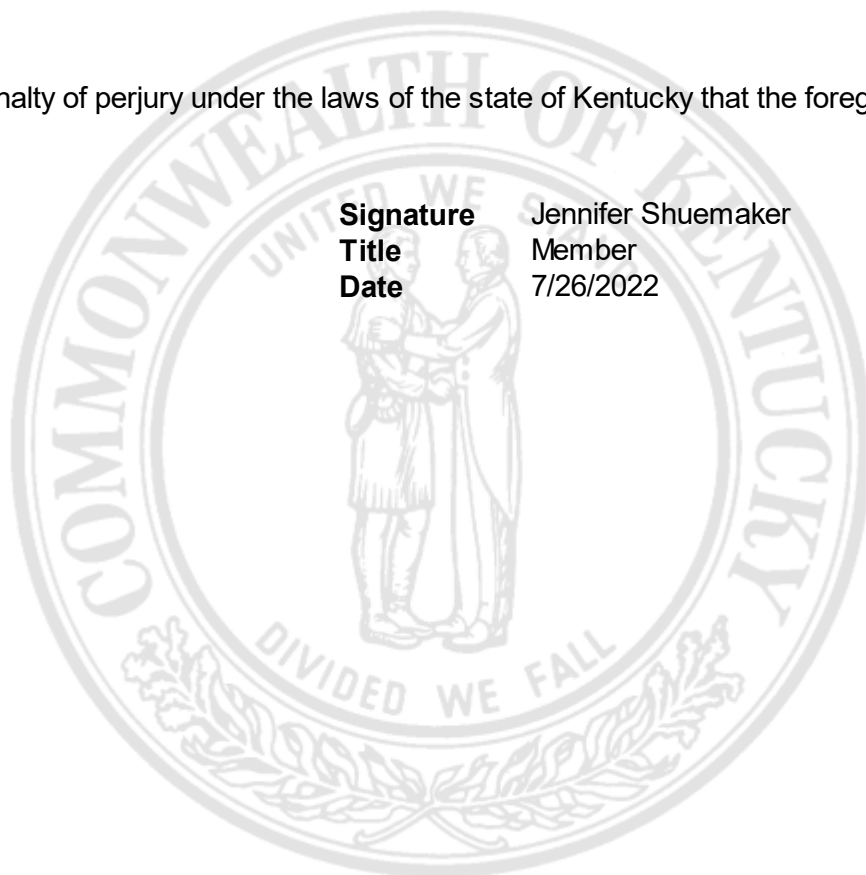 nalty of perjury under the laws of the state of Kentucky that the foreg
Signature Jennifer Shuemaker
Title Member
Date 7/26/2022
COMMONWEALTH OF KENTUCKY
UNITED WE STAND
DIVIDED WE FALL